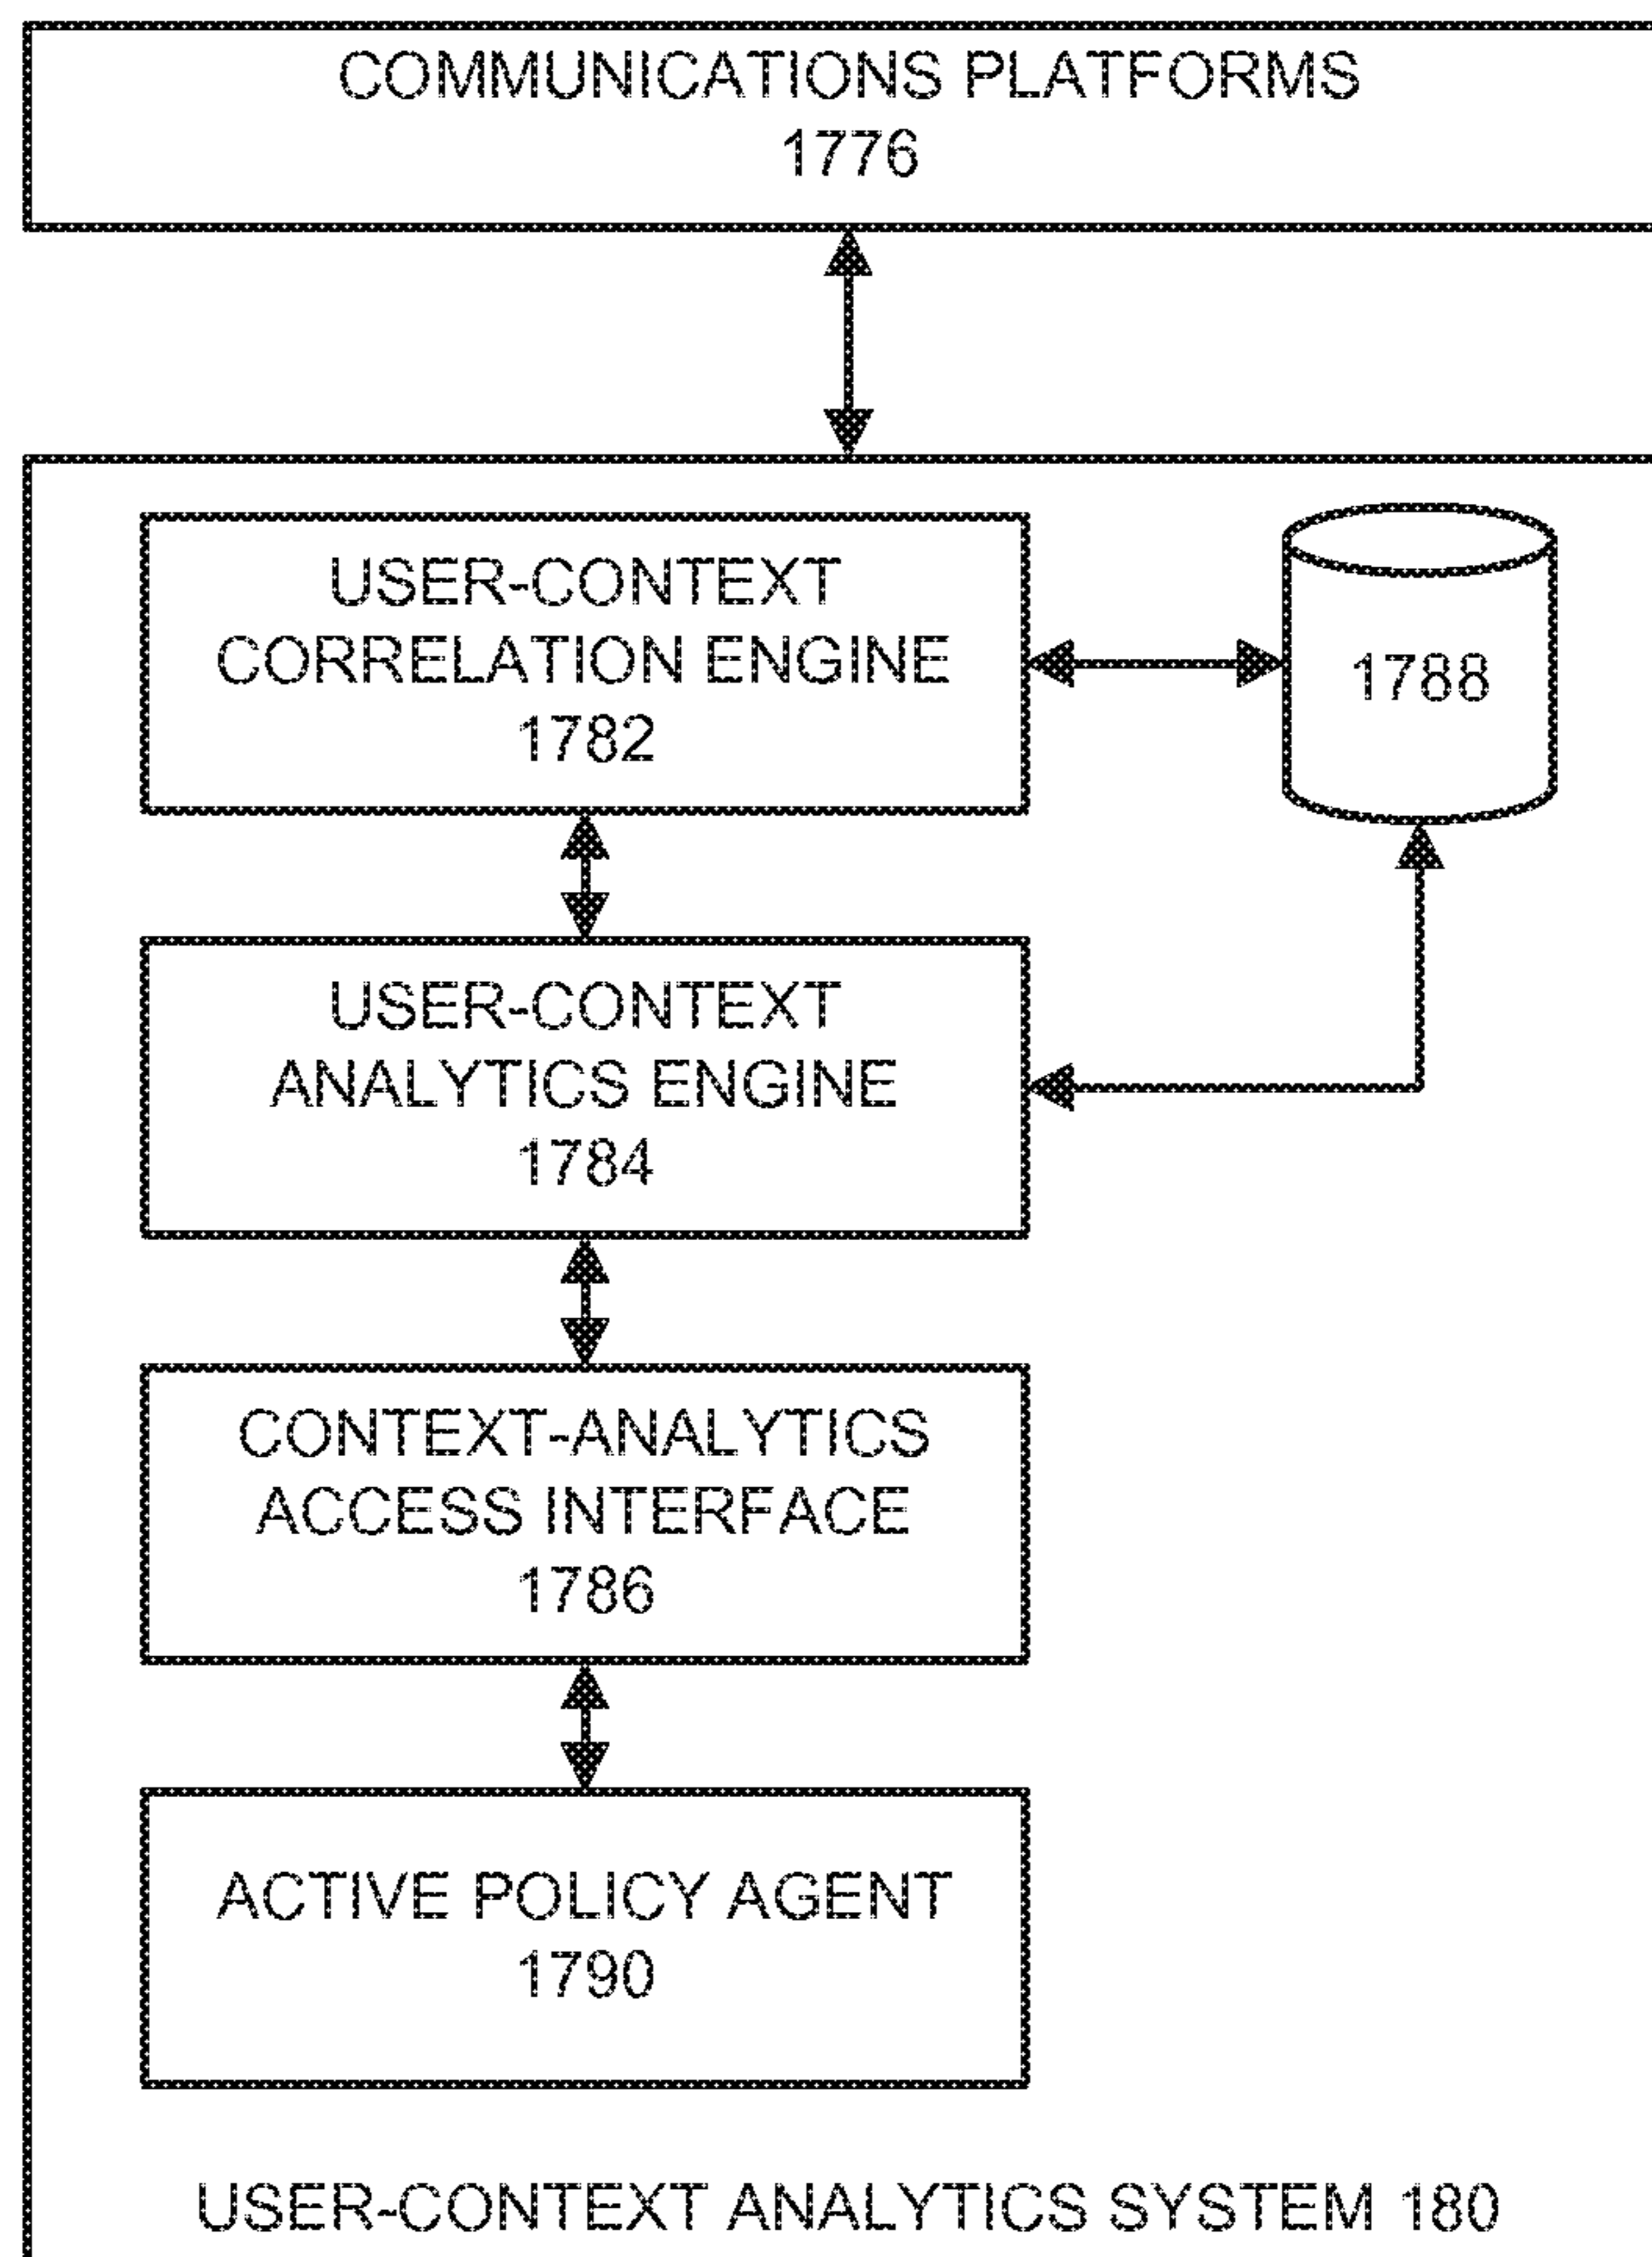 COMMUNICATIONS PLATFORMS
1776
USER-CONTEXT
CORRELATION ENGINE
1782
1788
USER-CONTEXT
ANALYTICS ENGINE
1784
CONTEXT-ANALYTICS
ACCESS INTERFACE
1786
ACTIVE POLICY AGENT
1790
USER-CONTEXT ANALYTICS SYSTEM 180